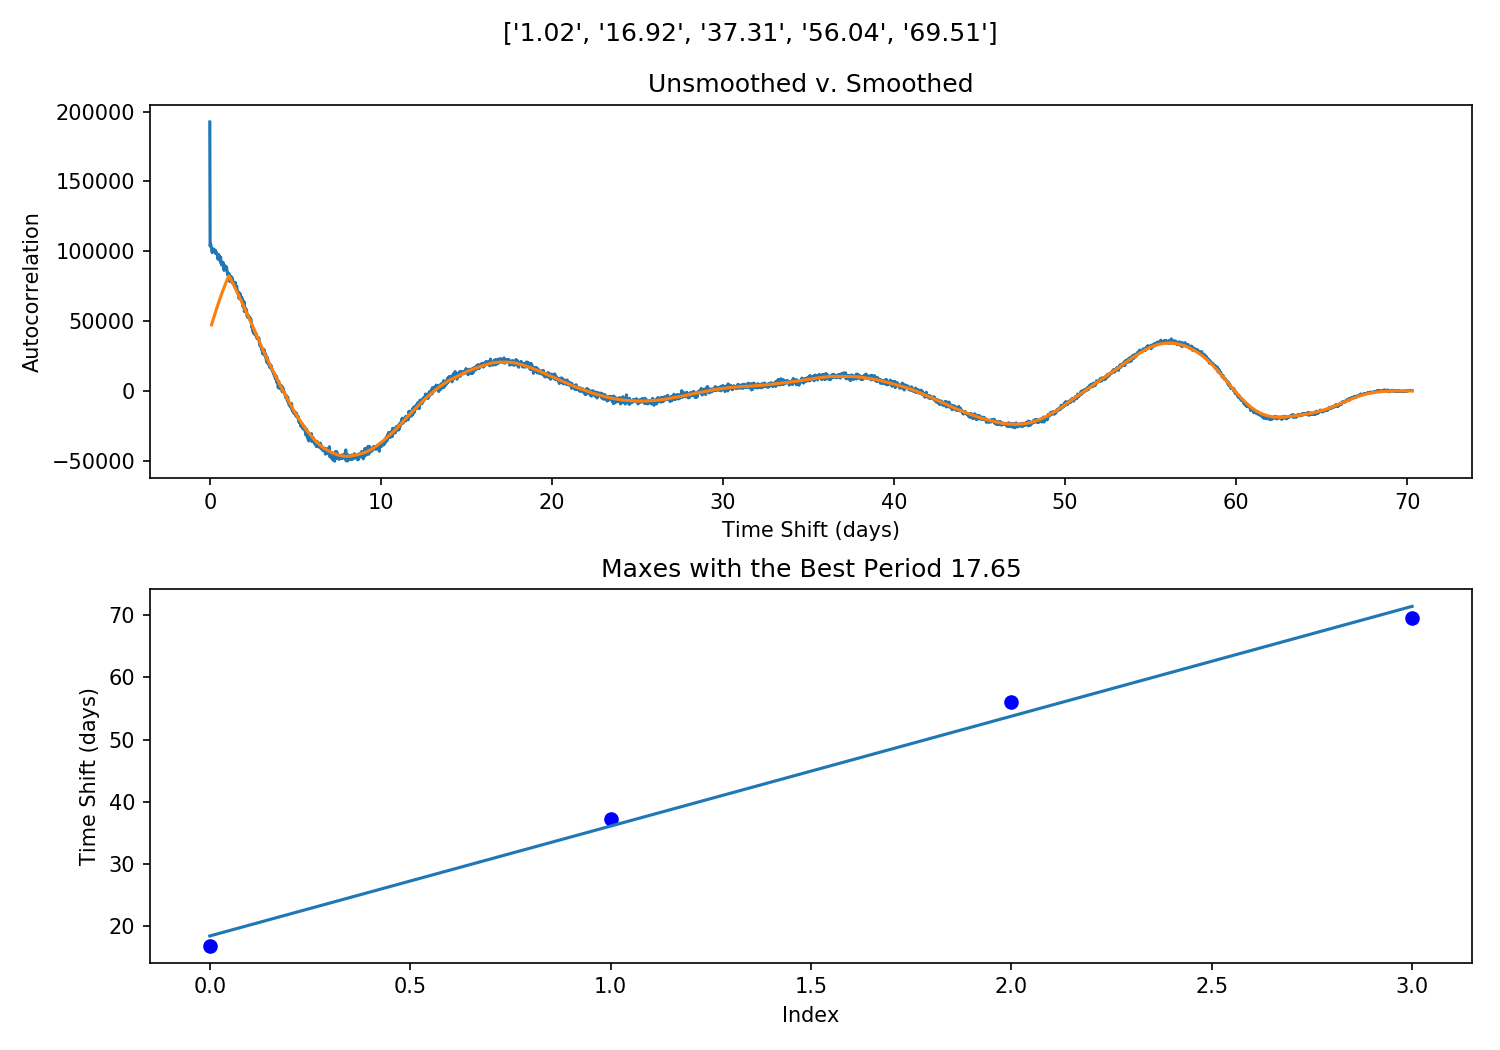 ['1.02', '16.92', '37.31', '56.04', '69.51']
Unsmoothed v. Smoothed
200000
150000
100000
50000
0
−50000
Autocorrelation
0 10 20 30 40 50 60 70
Time Shift (days)
Maxes with the Best Period 17.65
70
60
50
40
30
20
Time Shift (days)
0.0 0.5 1.0 1.5 2.0 2.5 3.0
Index